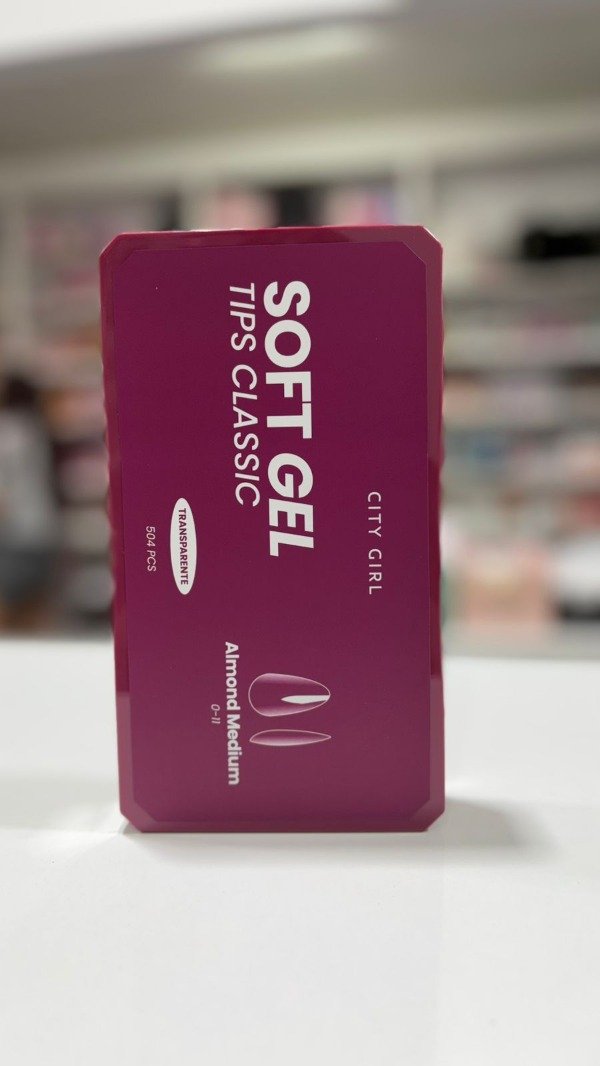 CITY GIRL
SOFT GEL
TIPS CLASSIC
TRANSPARENTE
504 PCS
Almond Medium
0-11